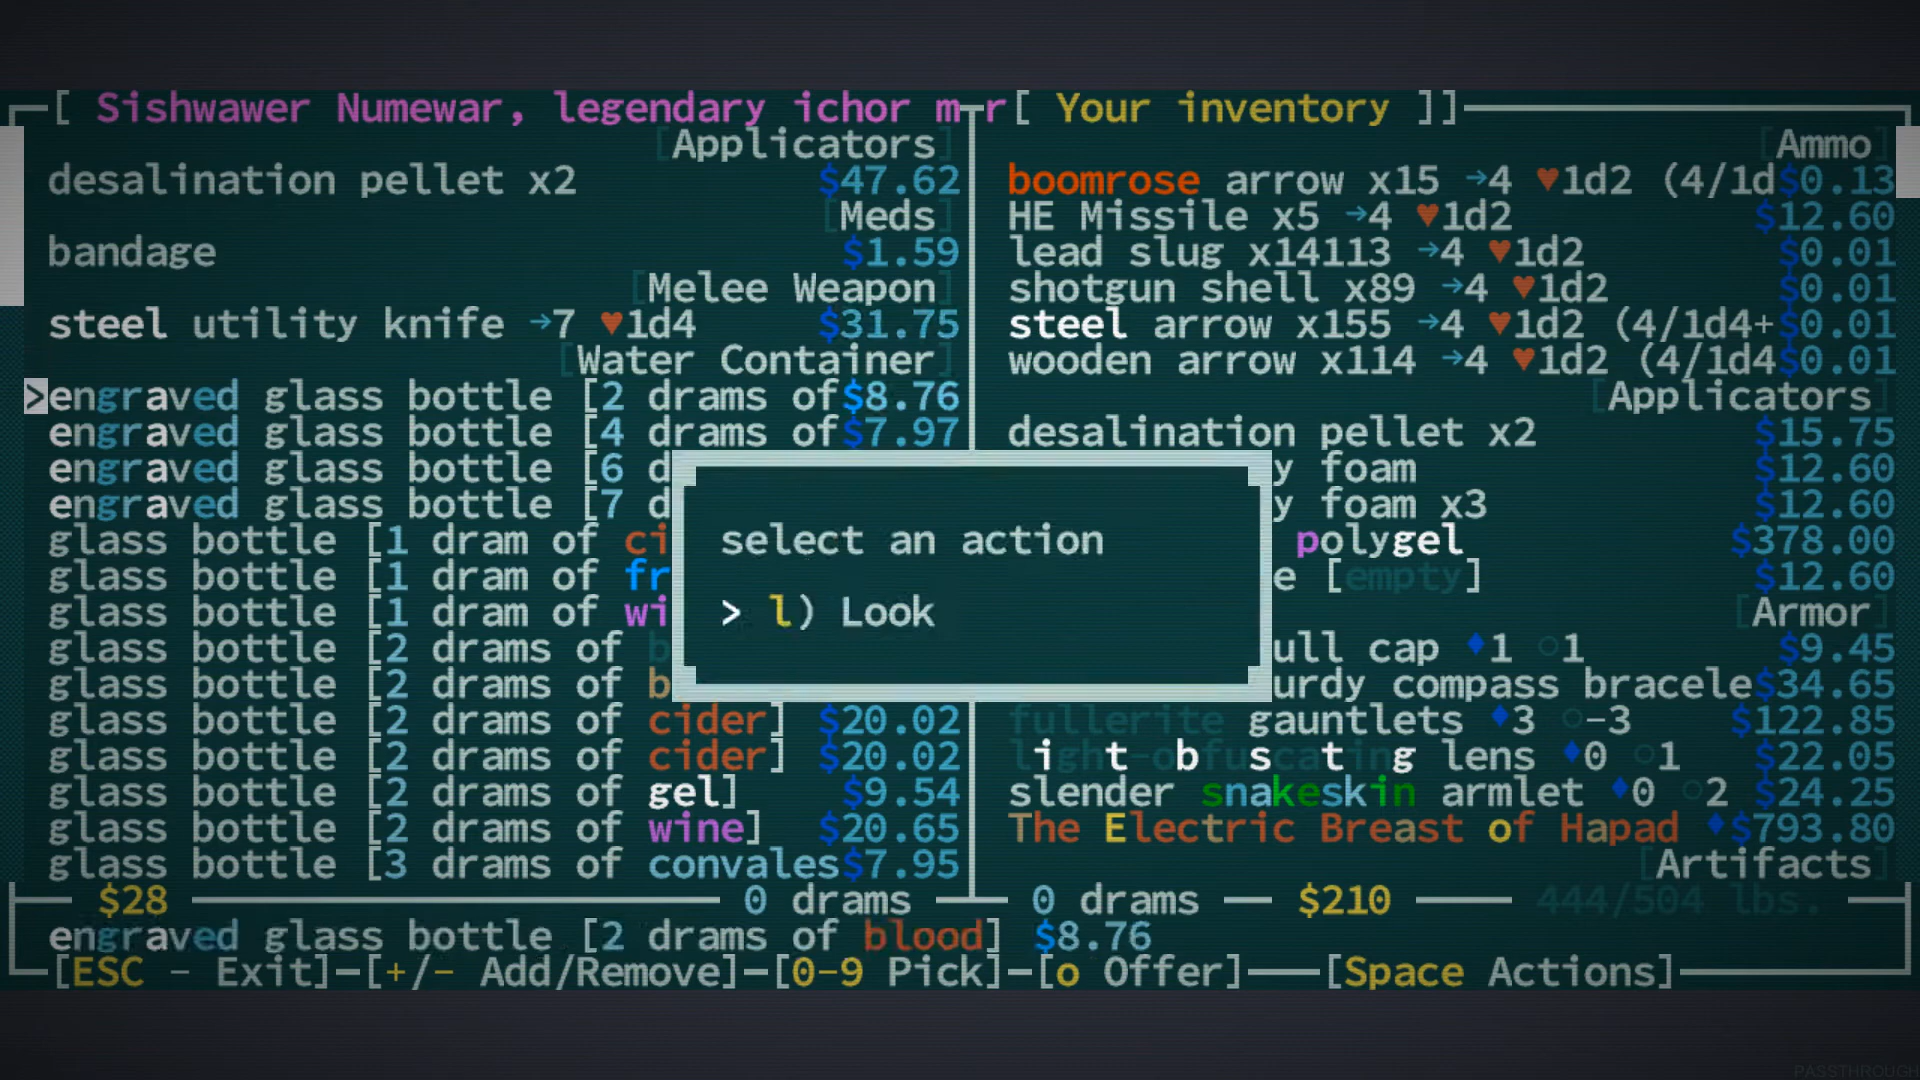 [ Sishwawer Numewar, legendary ichor m r[ Your inventory ]]
[Applicators]
desalination pellet x2 $47.62
[Meds]
bandage $1.59
[Melee Weapon]
steel utility knife →7 ♥1d4 $31.75
[Water Container]
>engraved glass bottle [2 drams of$8.76
engraved glass bottle [4 drams of$7.97
engraved glass bottle [6 d
engraved glass bottle [7 d
glass bottle [1 dram of ci
glass bottle [1 dram of fr
glass bottle [1 dram of wi
glass bottle [2 drams of b
glass bottle [2 drams of b
glass bottle [2 drams of cider] $20.02
glass bottle [2 drams of cider] $20.02
glass bottle [2 drams of gel] $9.54
glass bottle [2 drams of wine] $20.65
glass bottle [3 drams of convales$7.95
[Ammo]
boomrose arrow x15 →4 ♥1d2 (4/1d$0.13
HE Missile x5 →4 ♥1d2 $12.60
lead slug x14113 →4 ♥1d2 $0.01
shotgun shell x89 →4 ♥1d2 $0.01
steel arrow x155 →4 ♥1d2 (4/1d4+$0.01
wooden arrow x114 →4 ♥1d2 (4/1d4$0.01
[Applicators]
desalination pellet x2 $15.75
y foam $12.60
y foam x3 $12.60
polygel $378.00
e [empty] $12.60
[Armor]
ull cap ♦1 ○1 $9.45
urdy compass bracele$34.65
fullerite gauntlets ♦3 ○-3 $122.85
light-obfuscating lens ♦0 ○1 $22.05
slender snakeskin armlet ♦0 ○2 $24.25
The Electric Breast of Hapad ♦$793.80
[Artifacts]
select an action
> l) Look
$28 0 drams 0 drams $210 444/504 lbs.
engraved glass bottle [2 drams of blood] $8.76
[ESC - Exit] [+/- Add/Remove] [0-9 Pick] [o Offer] [Space Actions]
PASSTHROUGH